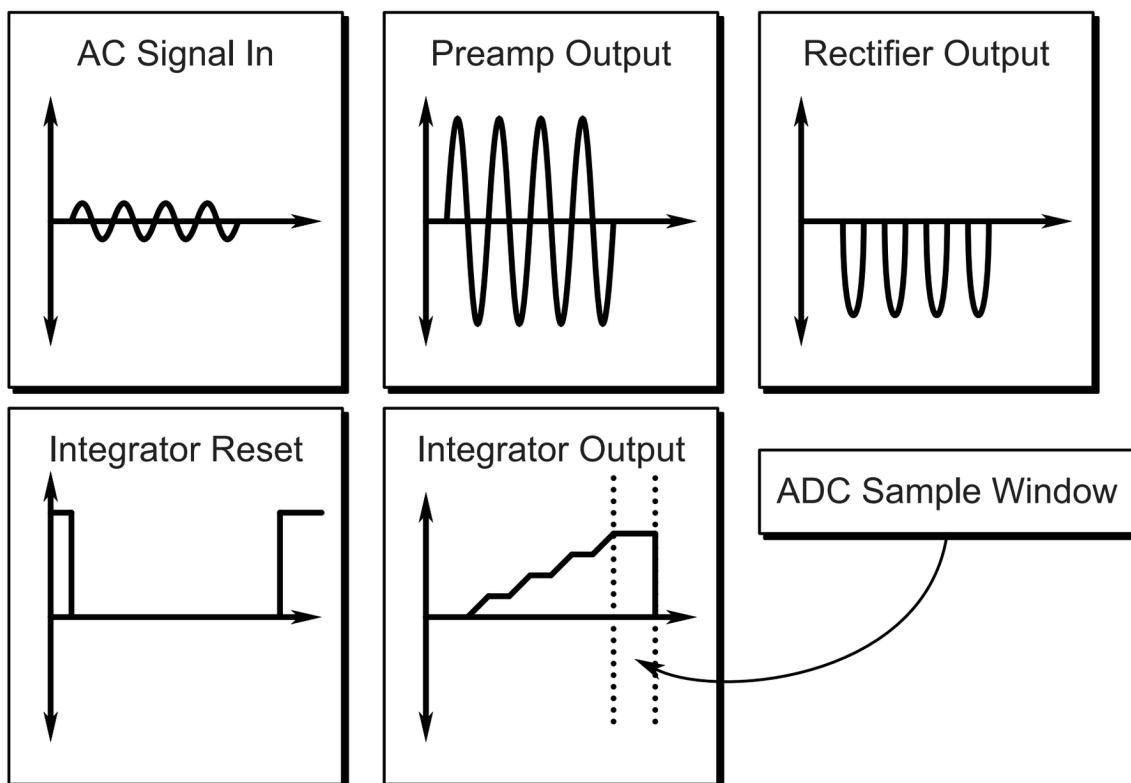 AC Signal In
Preamp Output
Rectifier Output
Integrator Reset
Integrator Output
ADC Sample Window